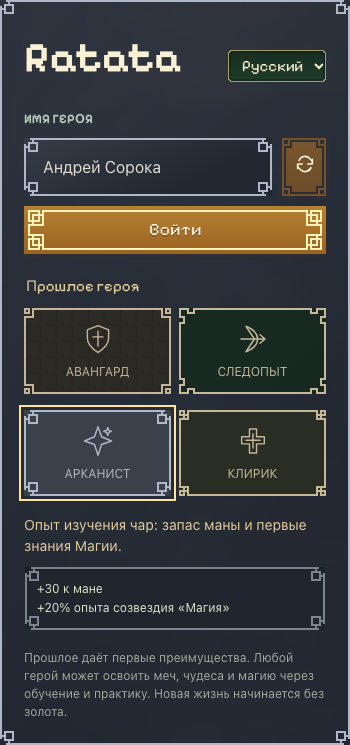 Ratata
Русский
ИМЯ ГЕРОЯ
Андрей Сорока
Войти
Прошлое героя
АВАНГАРД
СЛЕДОПЫТ
АРКАНИСТ
КЛИРИК
Опыт изучения чар: запас маны и первые
знания Магии.
+30 к мане
+20% опыта созвездия «Магия»
Прошлое даёт первые преимущества. Любой
герой может освоить меч, чудеса и магию через
обучение и практику. Новая жизнь начинается без
золота.